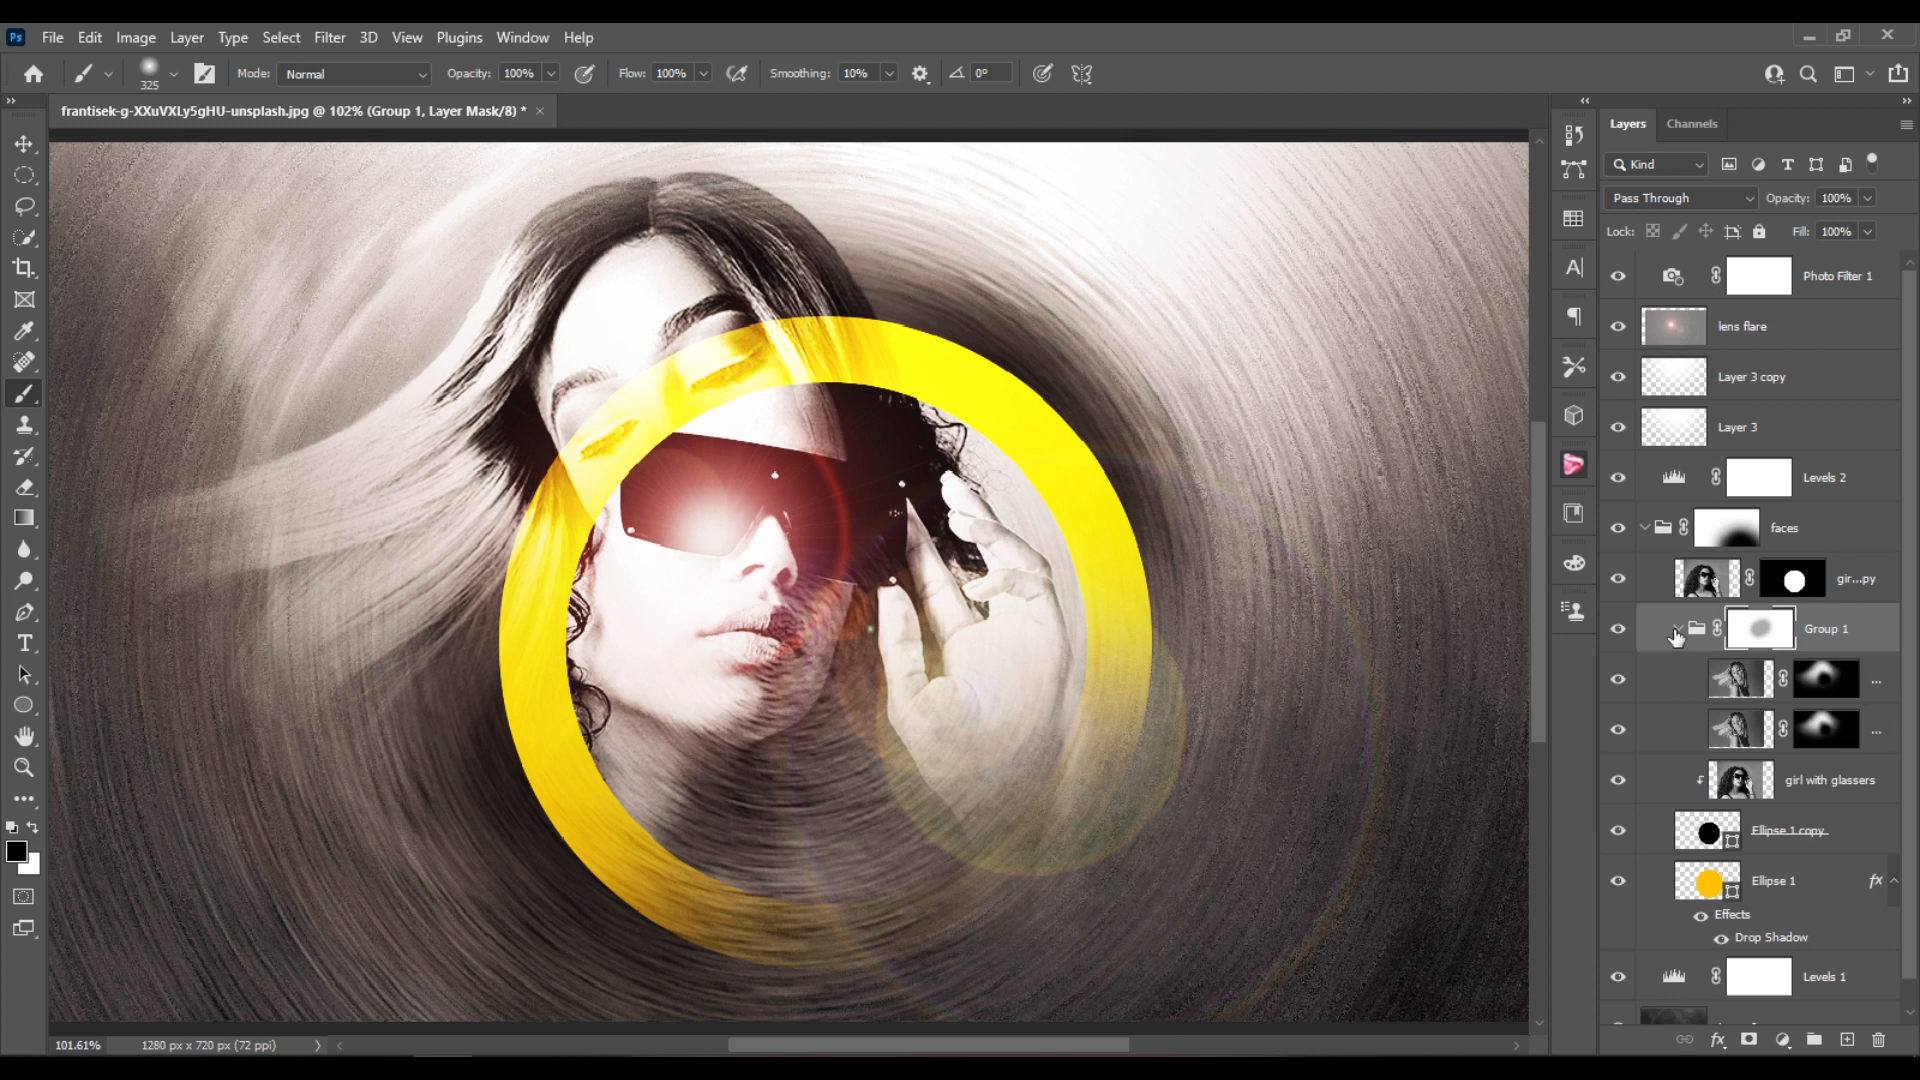 Ps File Edit Image Layer Type Select Filter 3D View Plugins Window Help
325 Mode: Normal Opacity: 100% Flow: 100% Smoothing: 10% 0°
frantisek-g-XXuVXLy5gHU-unsplash.jpg @ 102% (Group 1, Layer Mask/8) *
Layers Channels
Kind
Pass Through Opacity: 100%
Lock: Fill: 100%
Photo Filter 1
lens flare
Layer 3 copy
Layer 3
Levels 2
faces
gir...py
Group 1
...
...
girl with glassers
Ellipse 1 copy
Ellipse 1 fx
Effects
Drop Shadow
Levels 1
101.61% 1280 px x 720 px (72 ppi)
fx